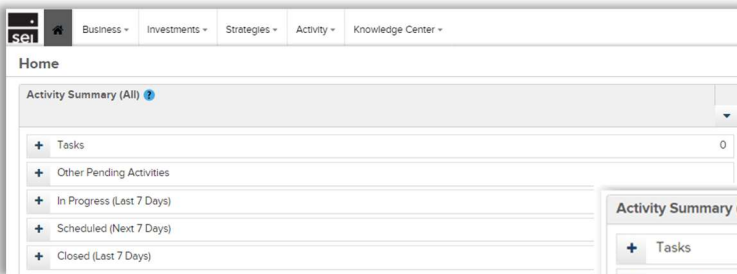 sei
Business Investments Strategies Activity Knowledge Center
Home
Activity Summary (All) ?
+ Tasks 0
+ Other Pending Activities
+ In Progress (Last 7 Days)
+ Scheduled (Next 7 Days)
+ Closed (Last 7 Days)
Activity Summary
+ Tasks